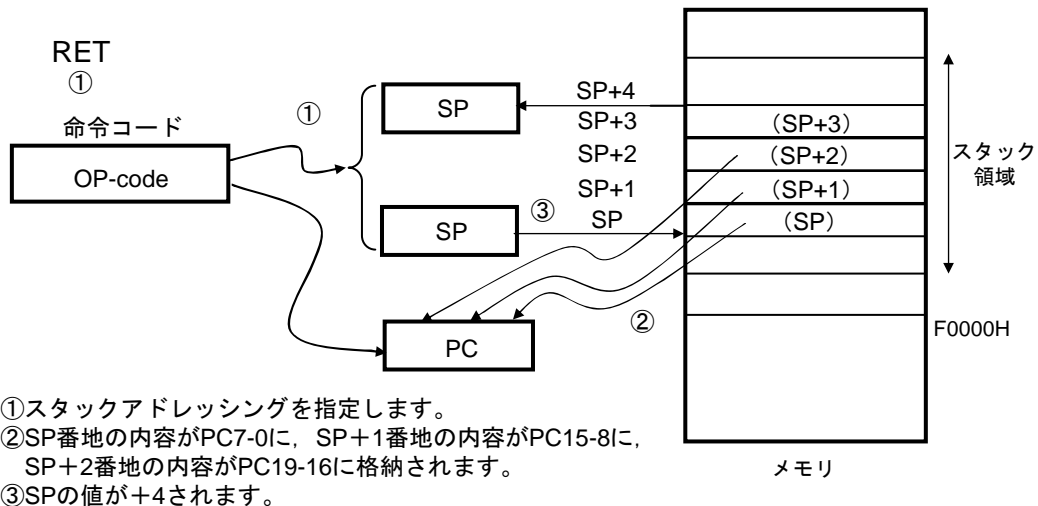 RET
①
命令コード
OP-code
①
SP
SP
③
PC
SP+4
SP+3
SP+2
SP+1
SP
（SP+3）
（SP+2）
（SP+1）
（SP）
②
スタック
領域
F0000H
メモリ
①スタックアドレッシングを指定します。
②SP番地の内容がPC7-0に，SP＋1番地の内容がPC15-8に，
SP＋2番地の内容がPC19-16に格納されます。
③SPの値が＋4されます。